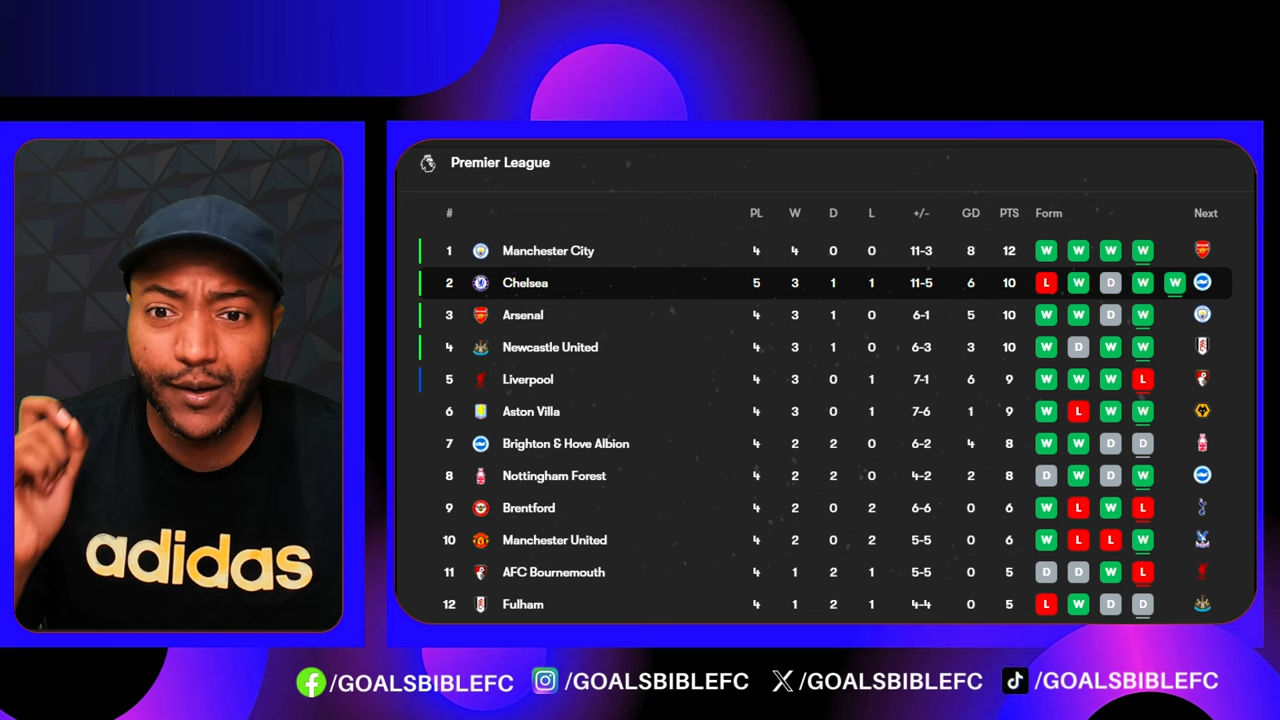 Premier League
# PL W D L +/- GD PTS Form Next
1 Manchester City 4 4 0 0 11-3 8 12 W W W W
2 Chelsea 5 3 1 1 11-5 6 10 L W D W W
3 Arsenal 4 3 1 0 6-1 5 10 W W D W
4 Newcastle United 4 3 1 0 6-3 3 10 W D W W
5 Liverpool 4 3 0 1 7-1 6 9 W W W L
6 Aston Villa 4 3 0 1 7-6 1 9 W L W W
7 Brighton & Hove Albion 4 2 2 0 6-2 4 8 W W D D
8 Nottingham Forest 4 2 2 0 4-2 2 8 D W D W
9 Brentford 4 2 0 2 6-6 0 6 W L W L
10 Manchester United 4 2 0 2 5-5 0 6 W L L W
11 AFC Bournemouth 4 1 2 1 5-5 0 5 D D W L
12 Fulham 4 1 2 1 4-4 0 5 L W D D
adidas
/GOALSBIBLEFC /GOALSBIBLEFC /GOALSBIBLEFC /GOALSBIBLEFC